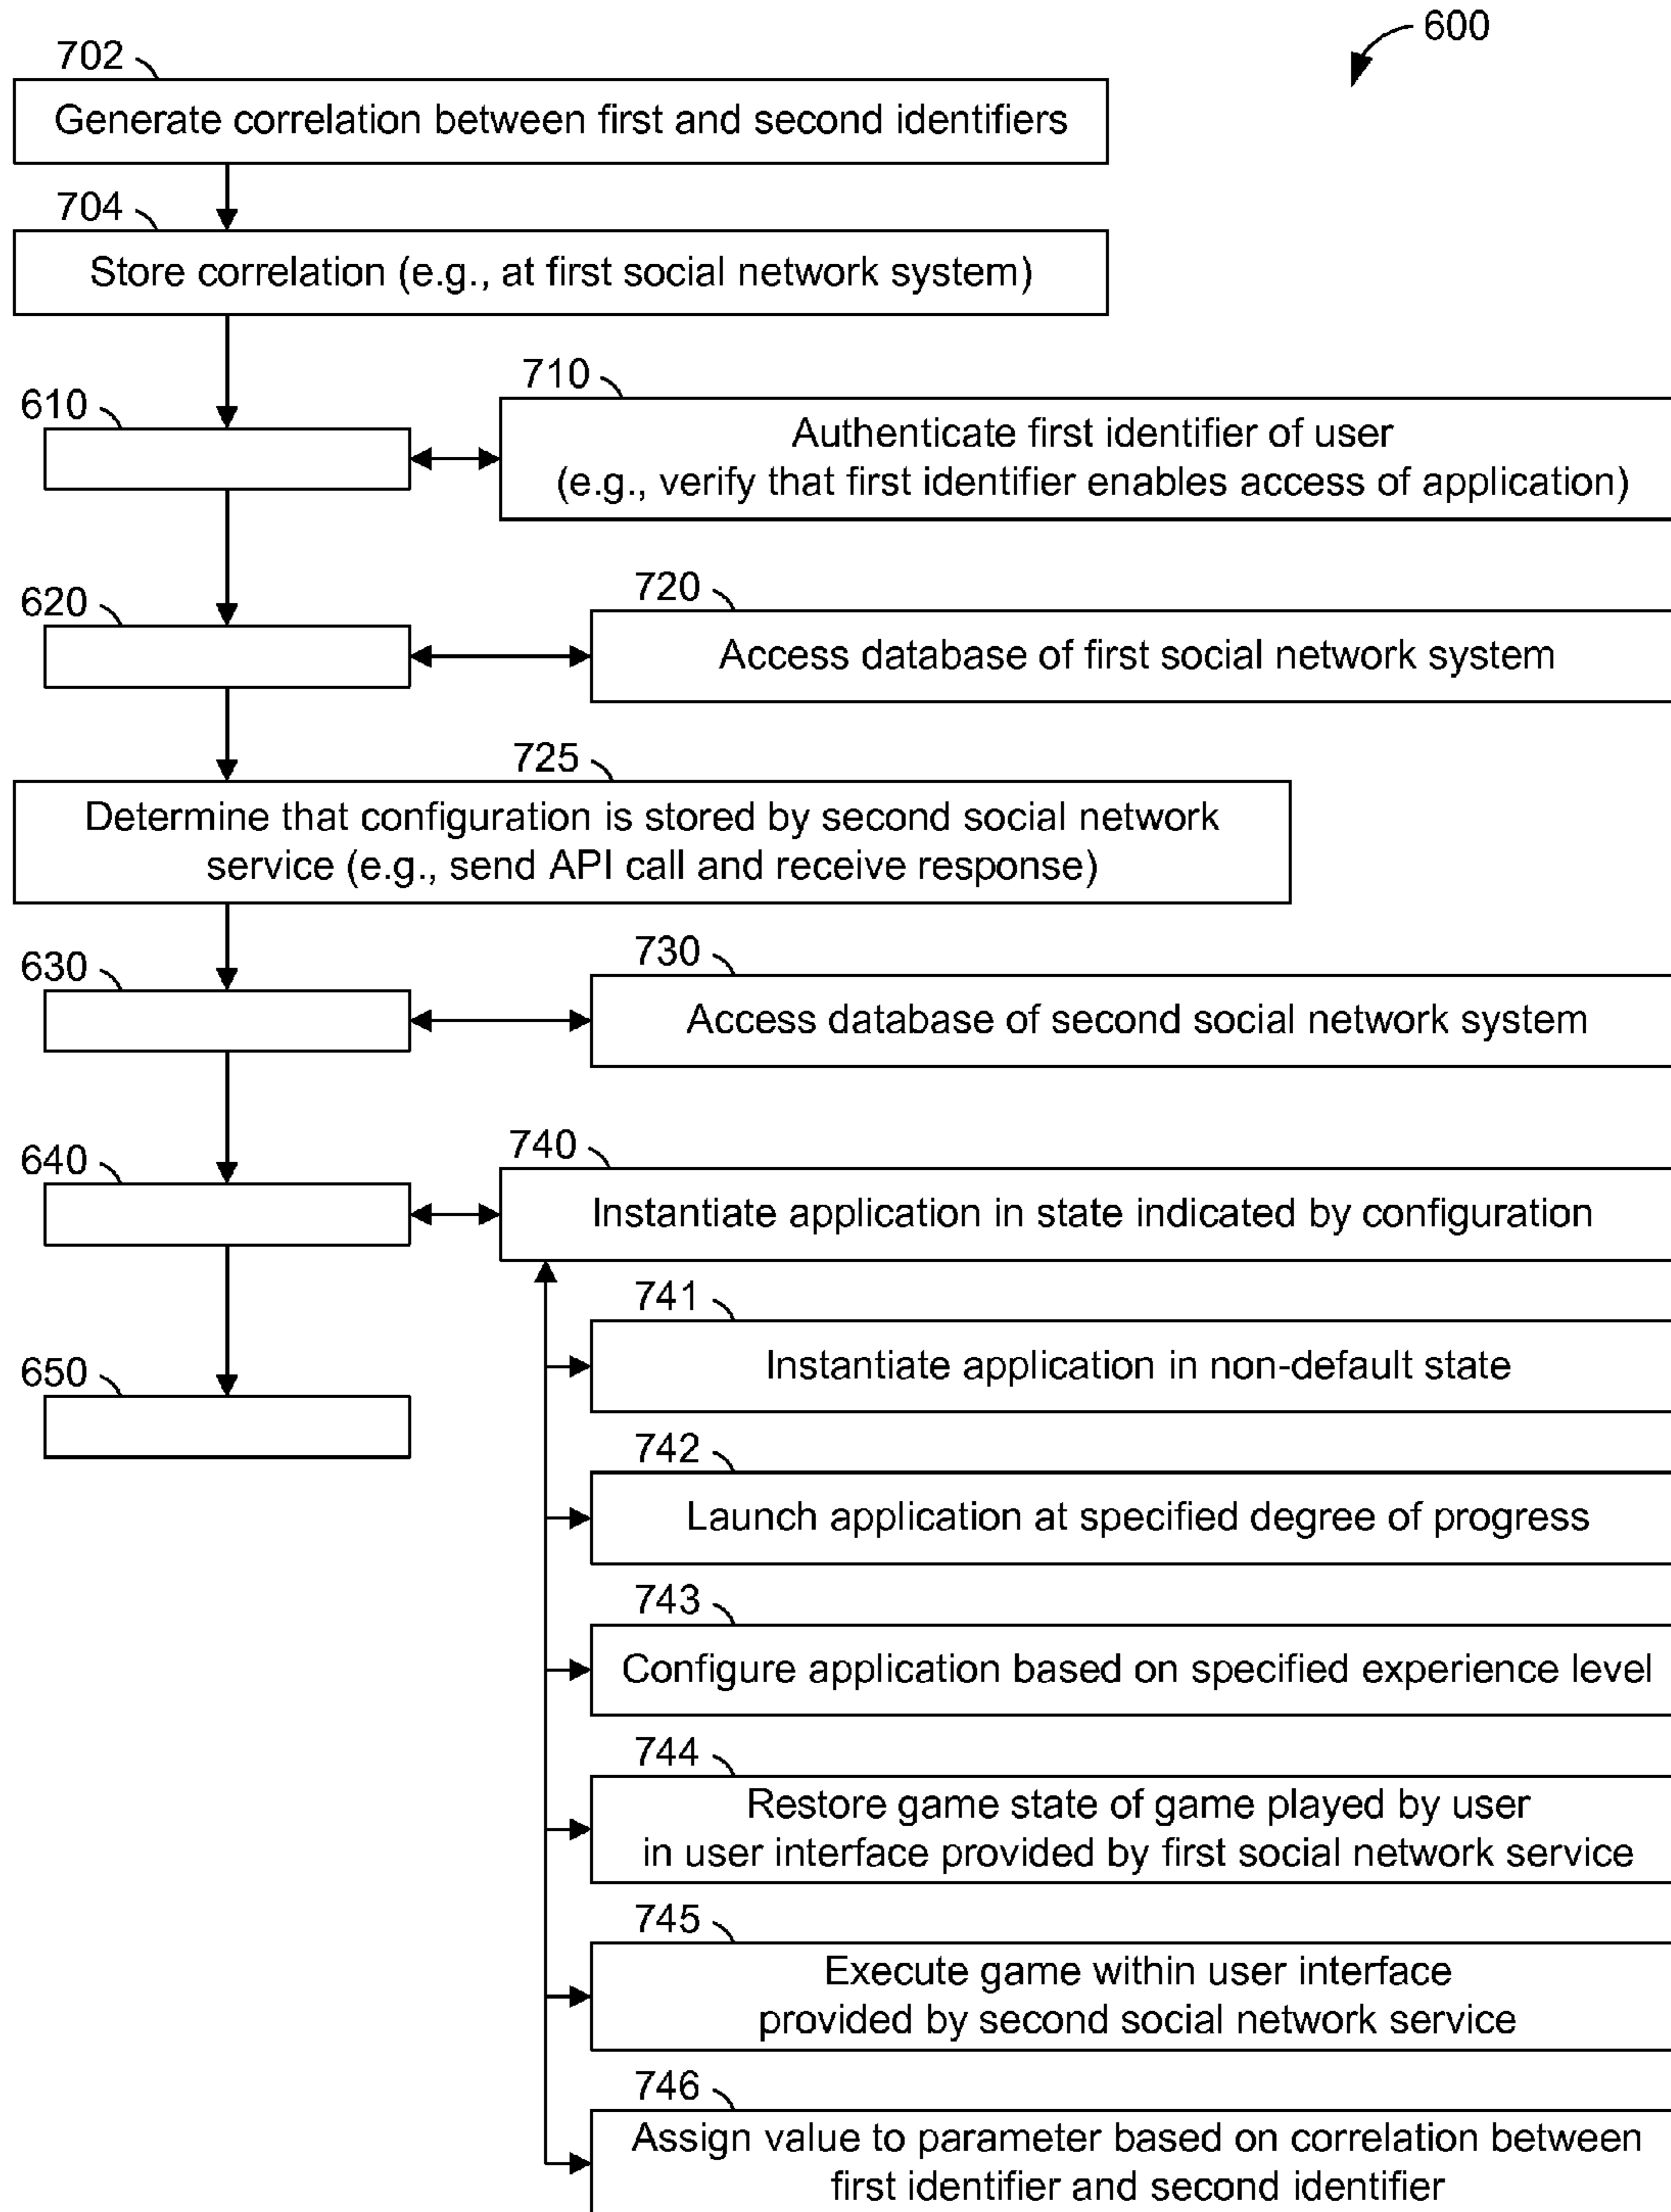 600
702
Generate correlation between first and second identifiers
704
Store correlation (e.g., at first social network system)
610
710
Authenticate first identifier of user
(e.g., verify that first identifier enables access of application)
620
720
Access database of first social network system
725
Determine that configuration is stored by second social network
service (e.g., send API call and receive response)
630
730
Access database of second social network system
640
740
Instantiate application in state indicated by configuration
741
Instantiate application in non-default state
650
742
Launch application at specified degree of progress
743
Configure application based on specified experience level
744
Restore game state of game played by user
in user interface provided by first social network service
745
Execute game within user interface
provided by second social network service
746
Assign value to parameter based on correlation between
first identifier and second identifier